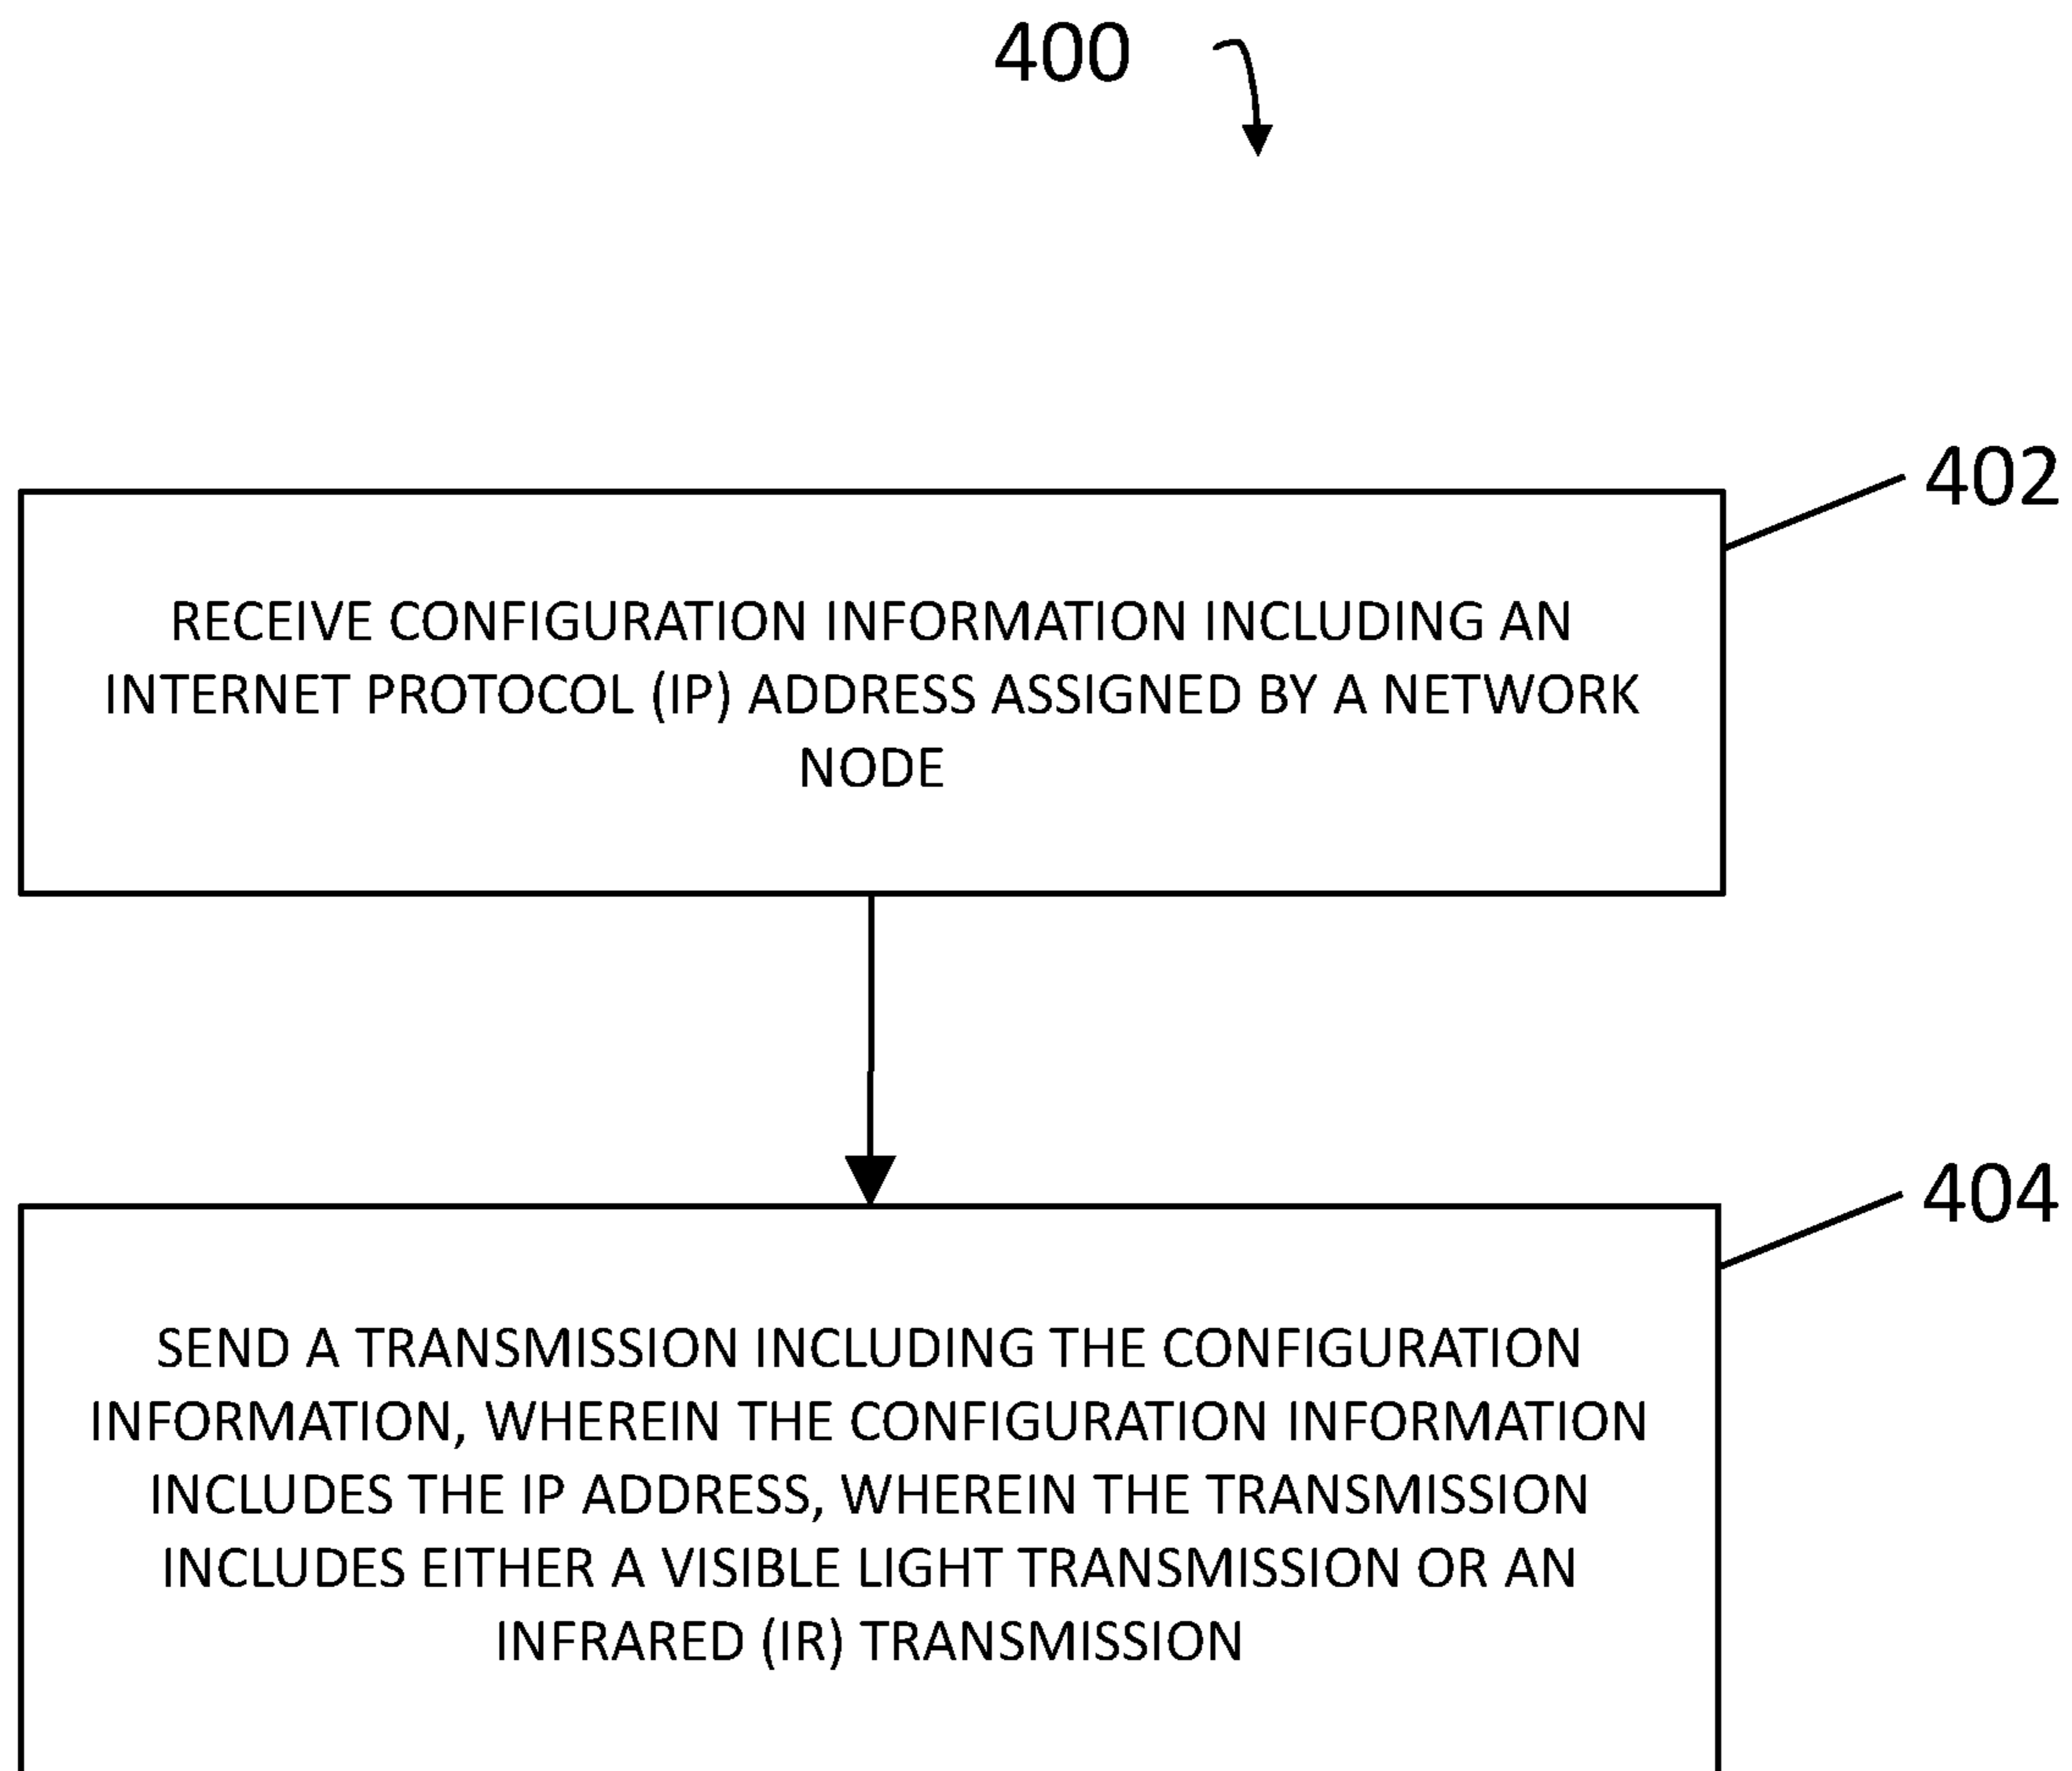 400
402
RECEIVE CONFIGURATION INFORMATION INCLUDING AN
INTERNET PROTOCOL (IP) ADDRESS ASSIGNED BY A NETWORK
NODE
404
SEND A TRANSMISSION INCLUDING THE CONFIGURATION
INFORMATION, WHEREIN THE CONFIGURATION INFORMATION
INCLUDES THE IP ADDRESS, WHEREIN THE TRANSMISSION
INCLUDES EITHER A VISIBLE LIGHT TRANSMISSION OR AN
INFRARED (IR) TRANSMISSION